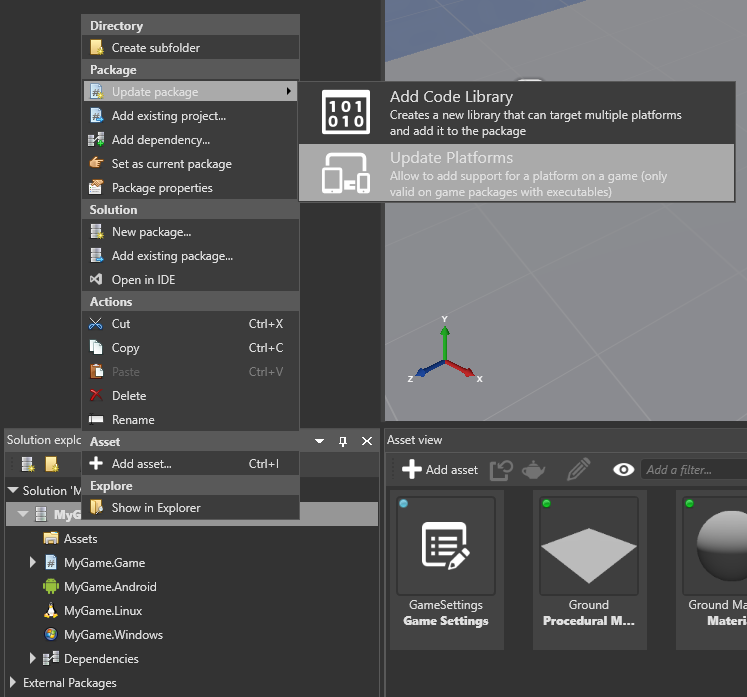 Directory
Create subfolder
Package
Update package
Add existing project...
Add dependency...
Set as current package
Package properties
Solution
New package...
Add existing package...
Open in IDE
Actions
Cut Ctrl+X
Copy Ctrl+C
Paste Ctrl+V
Delete
Rename
Asset
Add asset... Ctrl+I
Explore
Show in Explorer
Add Code Library
Creates a new library that can target multiple platforms
and add it to the package
Update Platforms
Allow to add support for a platform on a game (only
valid on game packages with executables)
101
010
Y
Z
X
Solution explo
Solution 'M
MyG
Assets
MyGame.Game
MyGame.Android
MyGame.Linux
MyGame.Windows
Dependencies
External Packages
Asset view
Add asset
Add a filter...
GameSettings
Game Settings
Ground
Procedural M...
Ground Ma
Materi